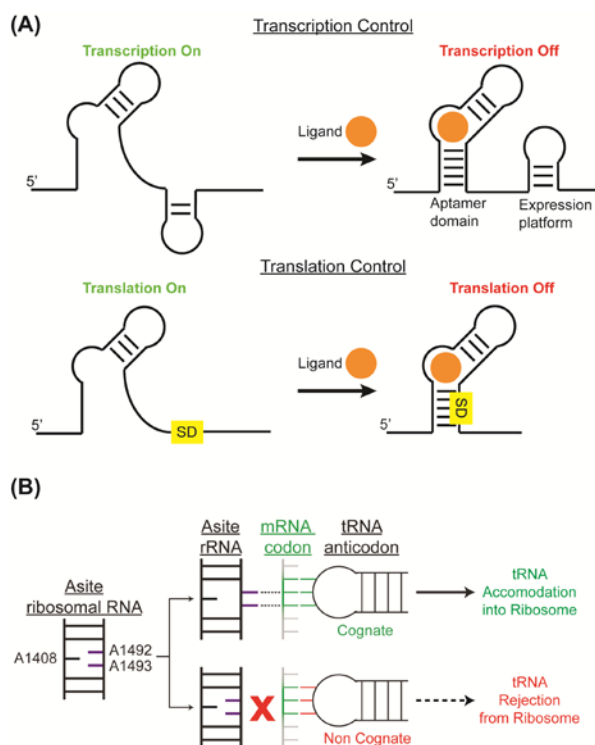 (A)
Transcription Control
Transcription On
Transcription Off
Ligand
5'
5'
Aptamer
domain
Expression
platform
Translation Control
Translation On
Translation Off
Ligand
5'
SD
5'
SD
(B)
Asite
rRNA
mRNA
codon
tRNA
anticodon
Asite
ribosomal RNA
A1408
A1492
A1493
Cognate
tRNA
Accomodation
into Ribosome
X
Non Cognate
tRNA
Rejection
from Ribosome